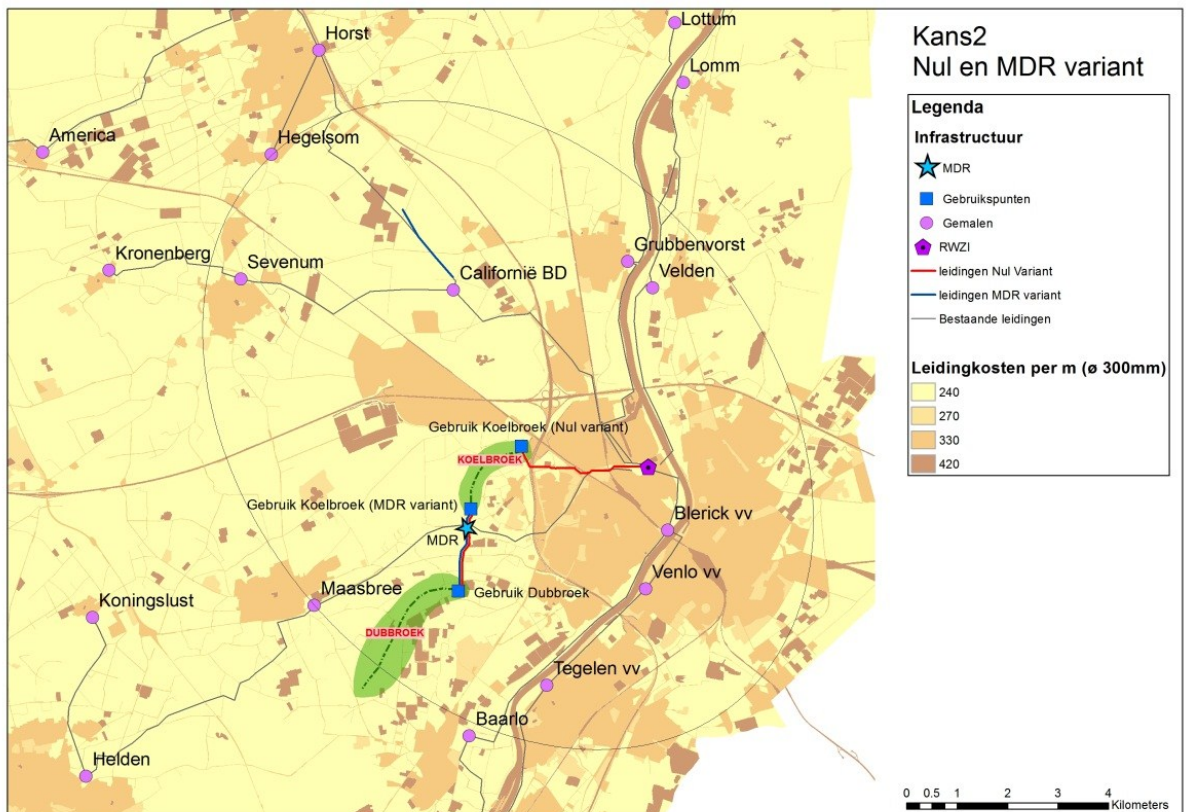 Kans2
Nul en MDR variant
Legenda
Infrastructuur
MDR
Gebruikspunten
Gemalen
RWZI
leidingen Nul Variant
leidingen MDR variant
Bestaande leidingen
Leidingkosten per m (ø 300mm)
240
270
330
420
Lottum
Horst
Lomm
America
Hegelsom
Grubbenvorst
Kronenberg
Sevenum
Californië BD
Velden
Gebruik Koelbroek (Nul variant)
KOELBROEK
Gebruik Koelbroek (MDR variant)
Blerick vv
MDR
Maasbree
Gebruik Dubbroek
Venlo vv
Koningslust
DUBBROEK
Tegelen vv
Baarlo
Helden
0 0.5 1 2 3 4
Kilometers